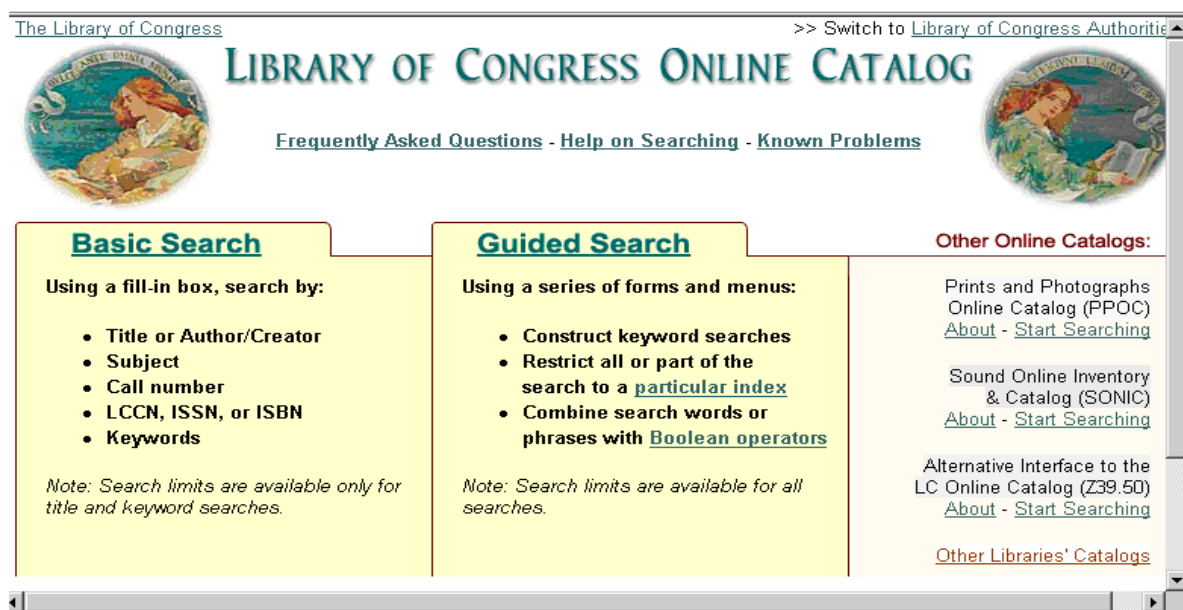 The Library of Congress
>> Switch to Library of Congress Authoritie
LIBRARY OF CONGRESS ONLINE CATALOG
Frequently Asked Questions - Help on Searching - Known Problems
Basic Search
Using a fill-in box, search by:
• Title or Author/Creator
• Subject
• Call number
• LCCN, ISSN, or ISBN
• Keywords
Note: Search limits are available only for
title and keyword searches.
Guided Search
Using a series of forms and menus:
• Construct keyword searches
• Restrict all or part of the
search to a particular index
• Combine search words or
phrases with Boolean operators
Note: Search limits are available for all
searches.
Other Online Catalogs:
Prints and Photographs
Online Catalog (PPOC)
About - Start Searching
Sound Online Inventory
& Catalog (SONIC)
About - Start Searching
Alternative Interface to the
LC Online Catalog (Z39.50)
About - Start Searching
Other Libraries' Catalogs